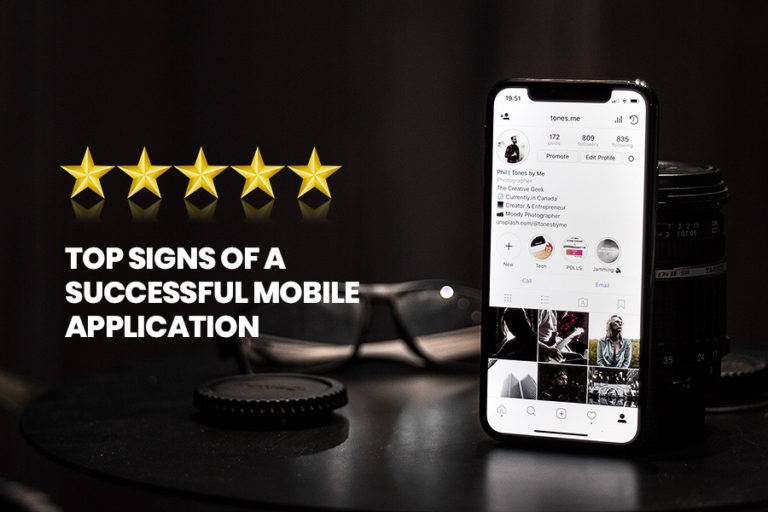 TOP SIGNS OF A
SUCCESSFUL MOBILE
APPLICATION
19:51
tones.me
172 809 835
posts followers following
Promote Edit Profile
Phil | Tones by Me
Photographer
The-Creative Geek
Currently in Canada
Creator & Entrepreneur
Moody Photographer
unsplash.com/@tonesbyme
New Tech POLLS Jamming
Call Email
35 24